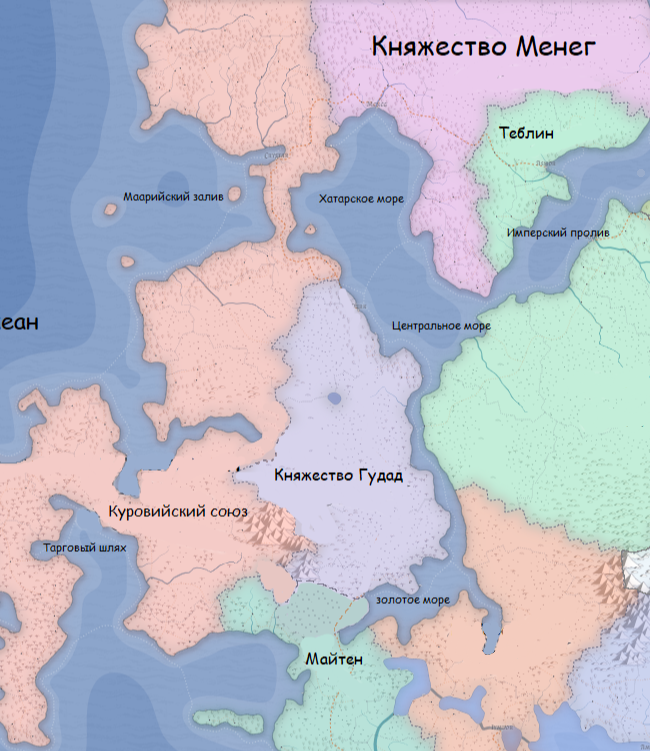 Княжество Менег
Теблин
Маарийский залив
Хатарское море
Имперский пролив
еан
Центральное море
Княжество Гудад
Куровийский союз
Тарговый шлях
золотое море
Майтен